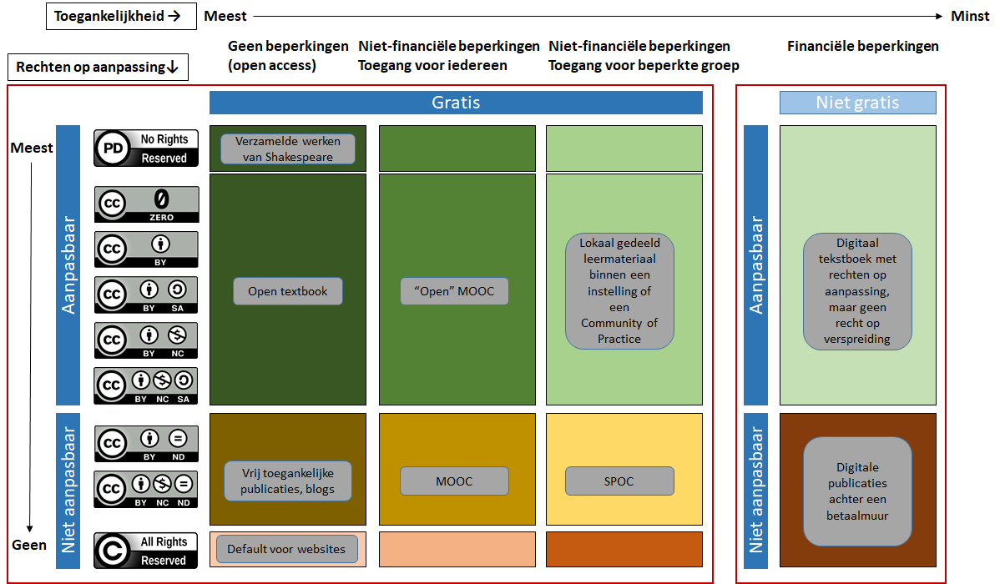 Toegankelijkheid →
Meest
Minst
Geen beperkingen
(open access)
Niet-financiële beperkingen
Toegang voor iedereen
Niet-financiële beperkingen
Toegang voor beperkte groep
Financiële beperkingen
Rechten op aanpassing↓
Gratis
Niet gratis
Meest
Geen
Aanpasbaar
Niet aanpasbaar
PD
No Rights
Reserved
cc
0
ZERO
cc
BY
cc
BY SA
cc
BY NC
cc
BY NC SA
cc
BY ND
cc
BY NC ND
C
All Rights
Reserved
Verzamelde werken
van Shakespeare
Open textbook
“Open” MOOC
Lokaal gedeeld
leermateriaal
binnen een
instelling of
een
Community of
Practice
Vrij toegankelijke
publicaties, blogs
MOOC
SPOC
Default voor websites
Aanpasbaar
Niet aanpasbaar
Digitaal
tekstboek met
rechten op
aanpassing,
maar geen
recht op
verspreiding
Digitale
publicaties
achter een
betaalmuur